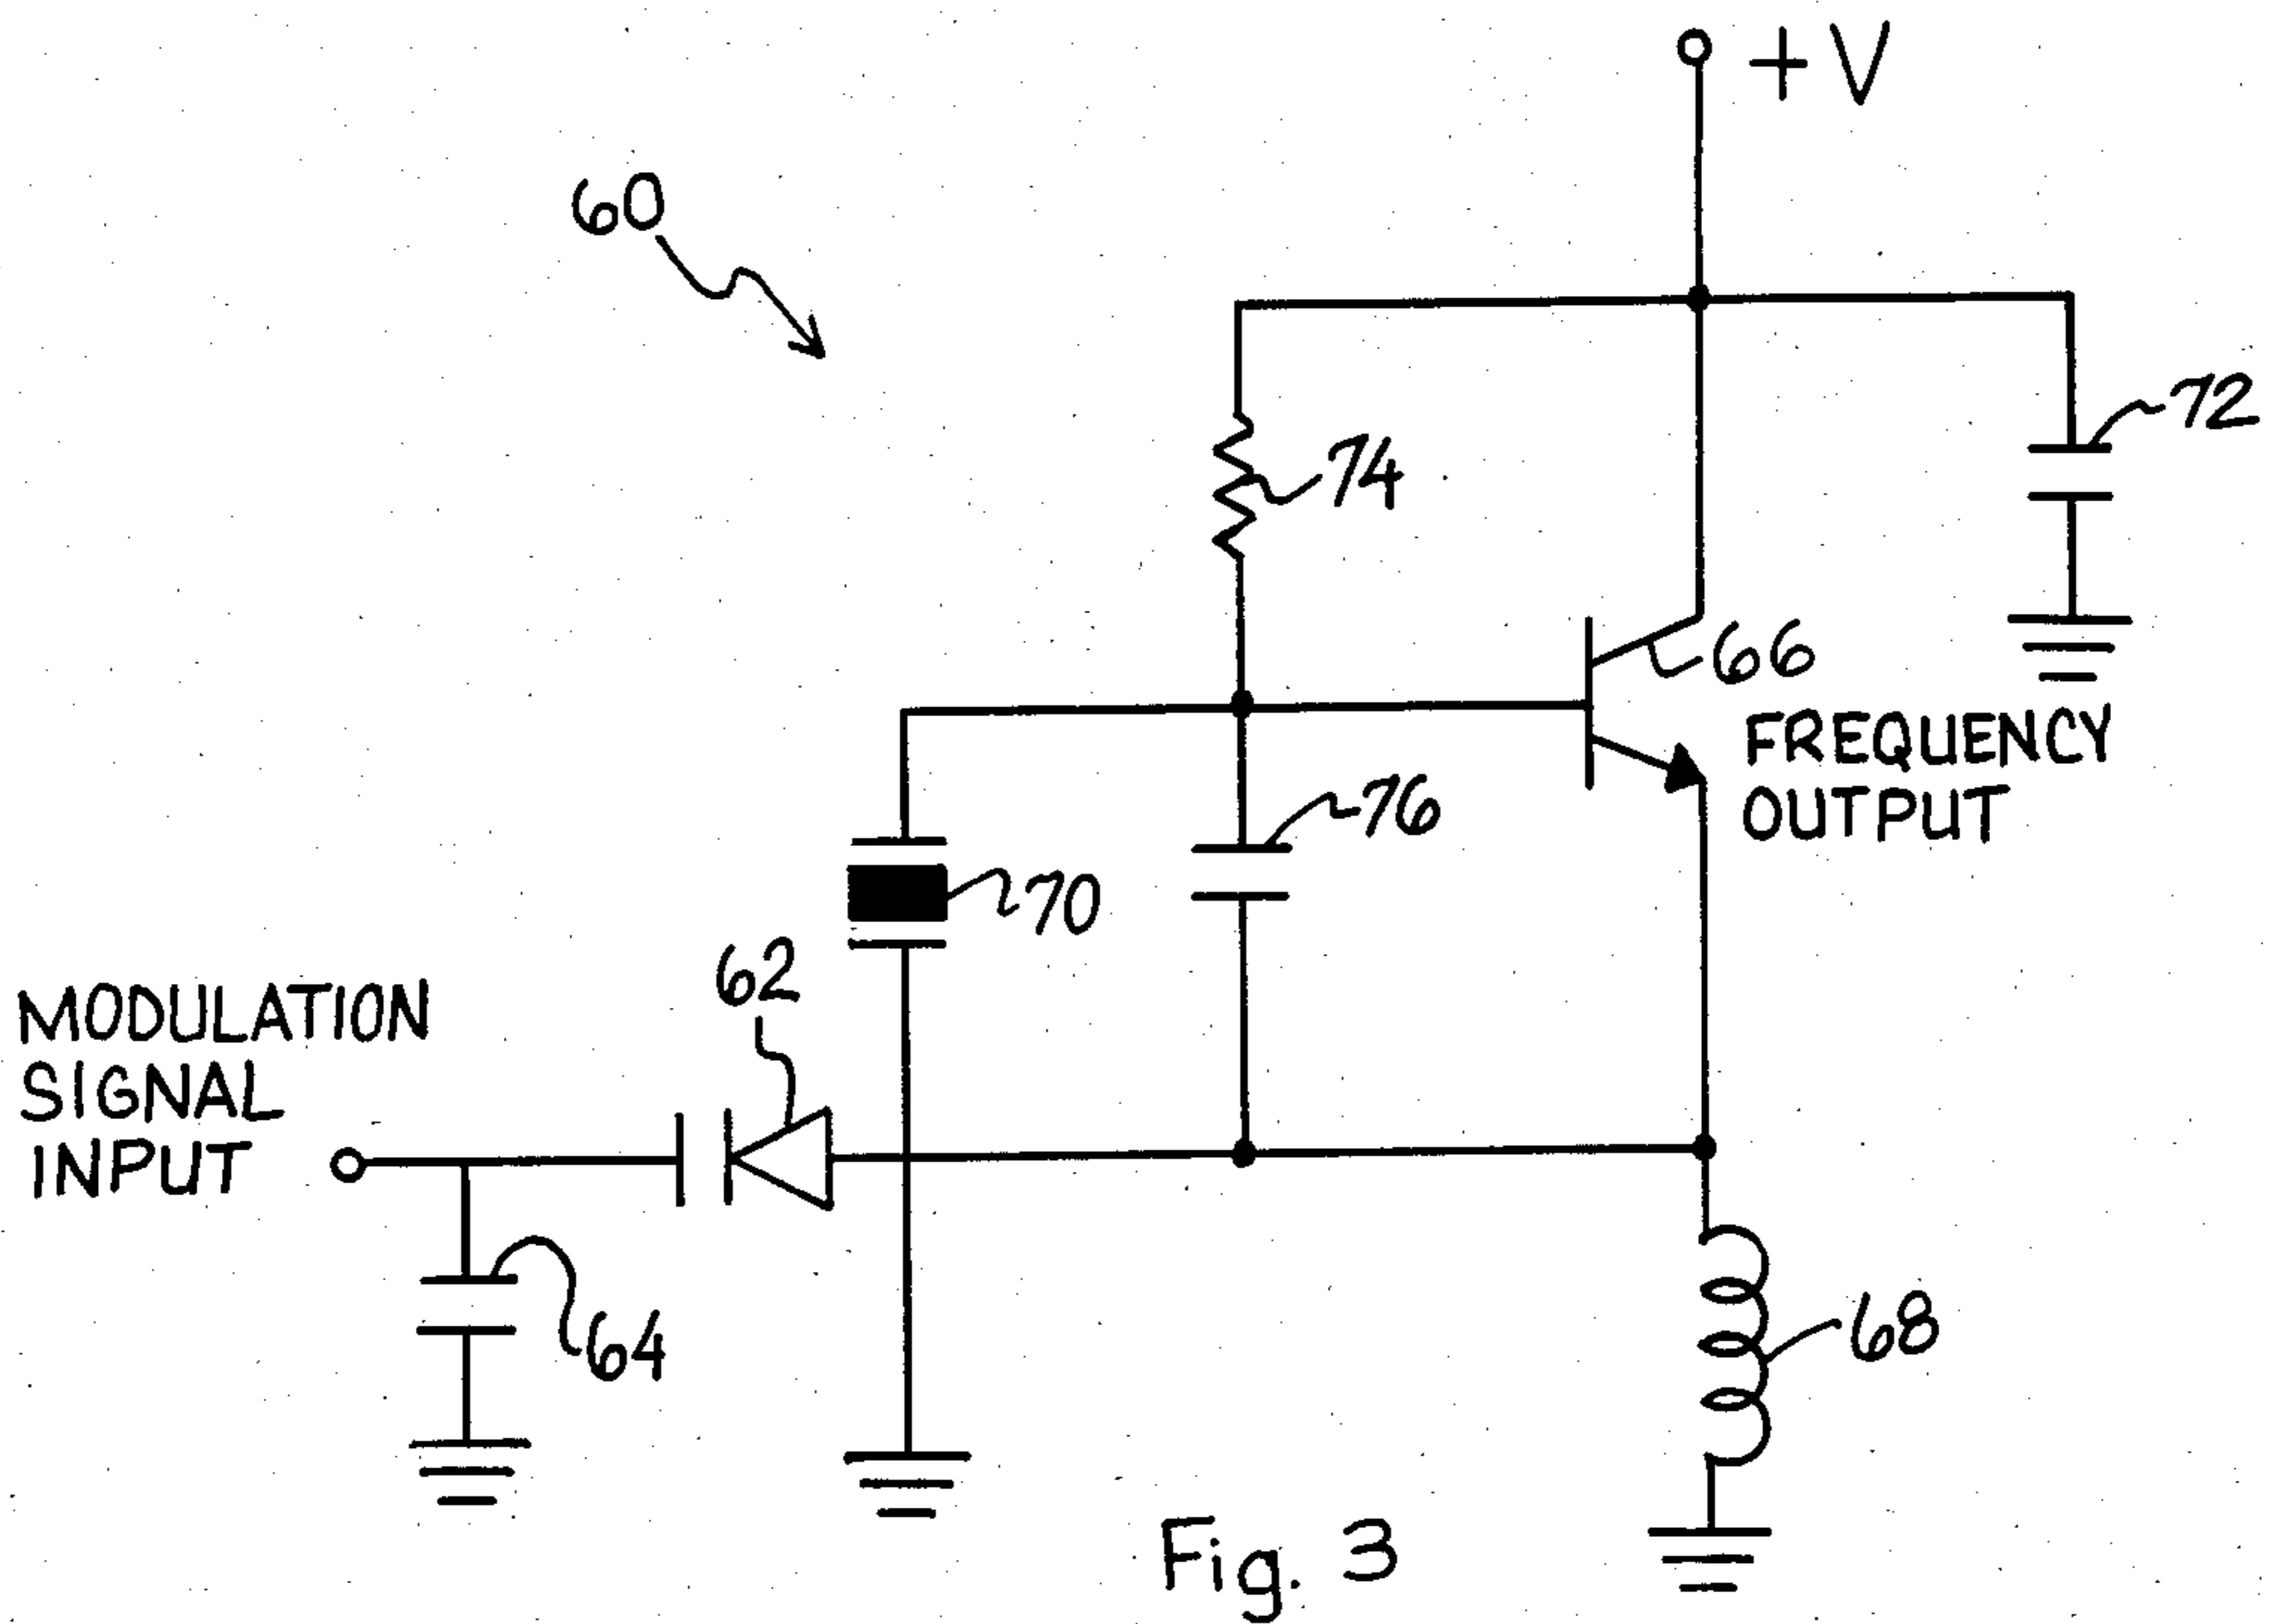 +V
60
72
74
66
FREQUENCY
OUTPUT
76
70
62
MODULATION
SIGNAL
INPUT
64
68
Fig. 3